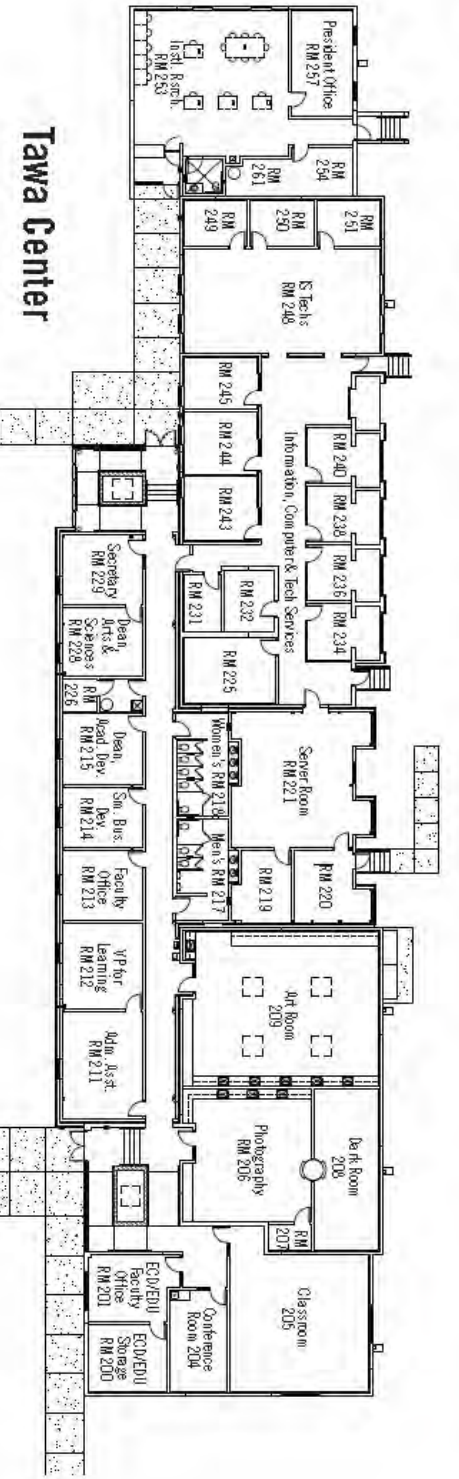 Tawa Center
President Office
RM 257
Instl. Rsrch.
RM 253
RM
254
RM
261
RM
251
RM
250
RM
249
IS Techs
RM 248
RM 245
RM 244
RM 243
Information, Computer & Tech Services
RM 240
RM 238
RM 236
RM 234
RM 232
RM 231
RM 225
Secretary
RM 229
Dean,
Arts &
Sciences
RM 228
RM
226
Dean,
Acad. Dev.
RM 215
Sm. Bus.
Dev
RM 214
Faculty
Office
RM 213
VP for
Learning
RM 212
Adm. Asst.
RM 211
Women's RM 218
Men's RM 217
Server Room
RM 221
RM 219
RM 220
Art Room
209
Dark Room
208
Photography
RM 206
RM
207
Classroom
205
Conference
Room 204
ECD/EDU
Faculty
Office
RM 201
ECD/EDU
Storage
RM 200